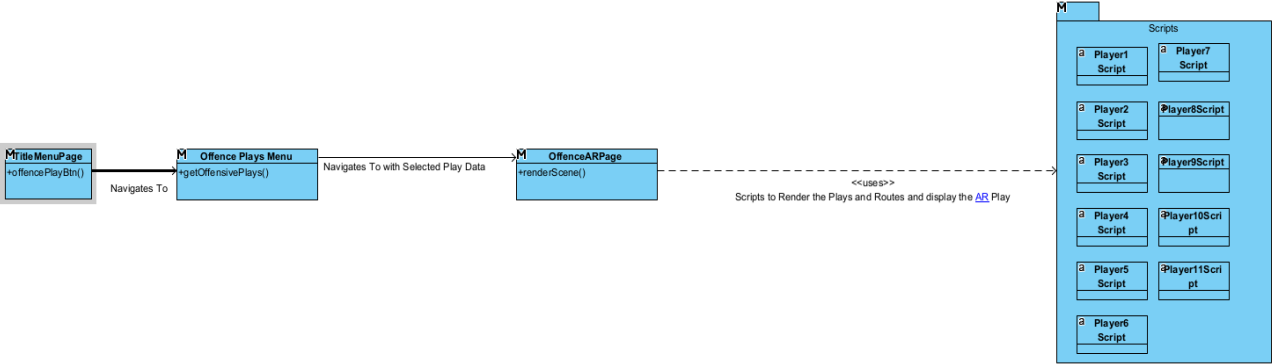 M
Scripts
a Player1
Script
a Player7
Script
a Player2
Script
a Player8Script
a Player3
Script
a Player9Script
a Player4
Script
a Player10Scri
pt
a Player5
Script
a Player11Scri
pt
a Player6
Script
M TitleMenuPage
+offencePlayBtn()
Navigates To
M Offence Plays Menu
+getOffensivePlays()
Navigates To with Selected Play Data
M OffenceARPage
+renderScene()
<<uses>>
Scripts to Render the Plays and Routes and display the AR Play